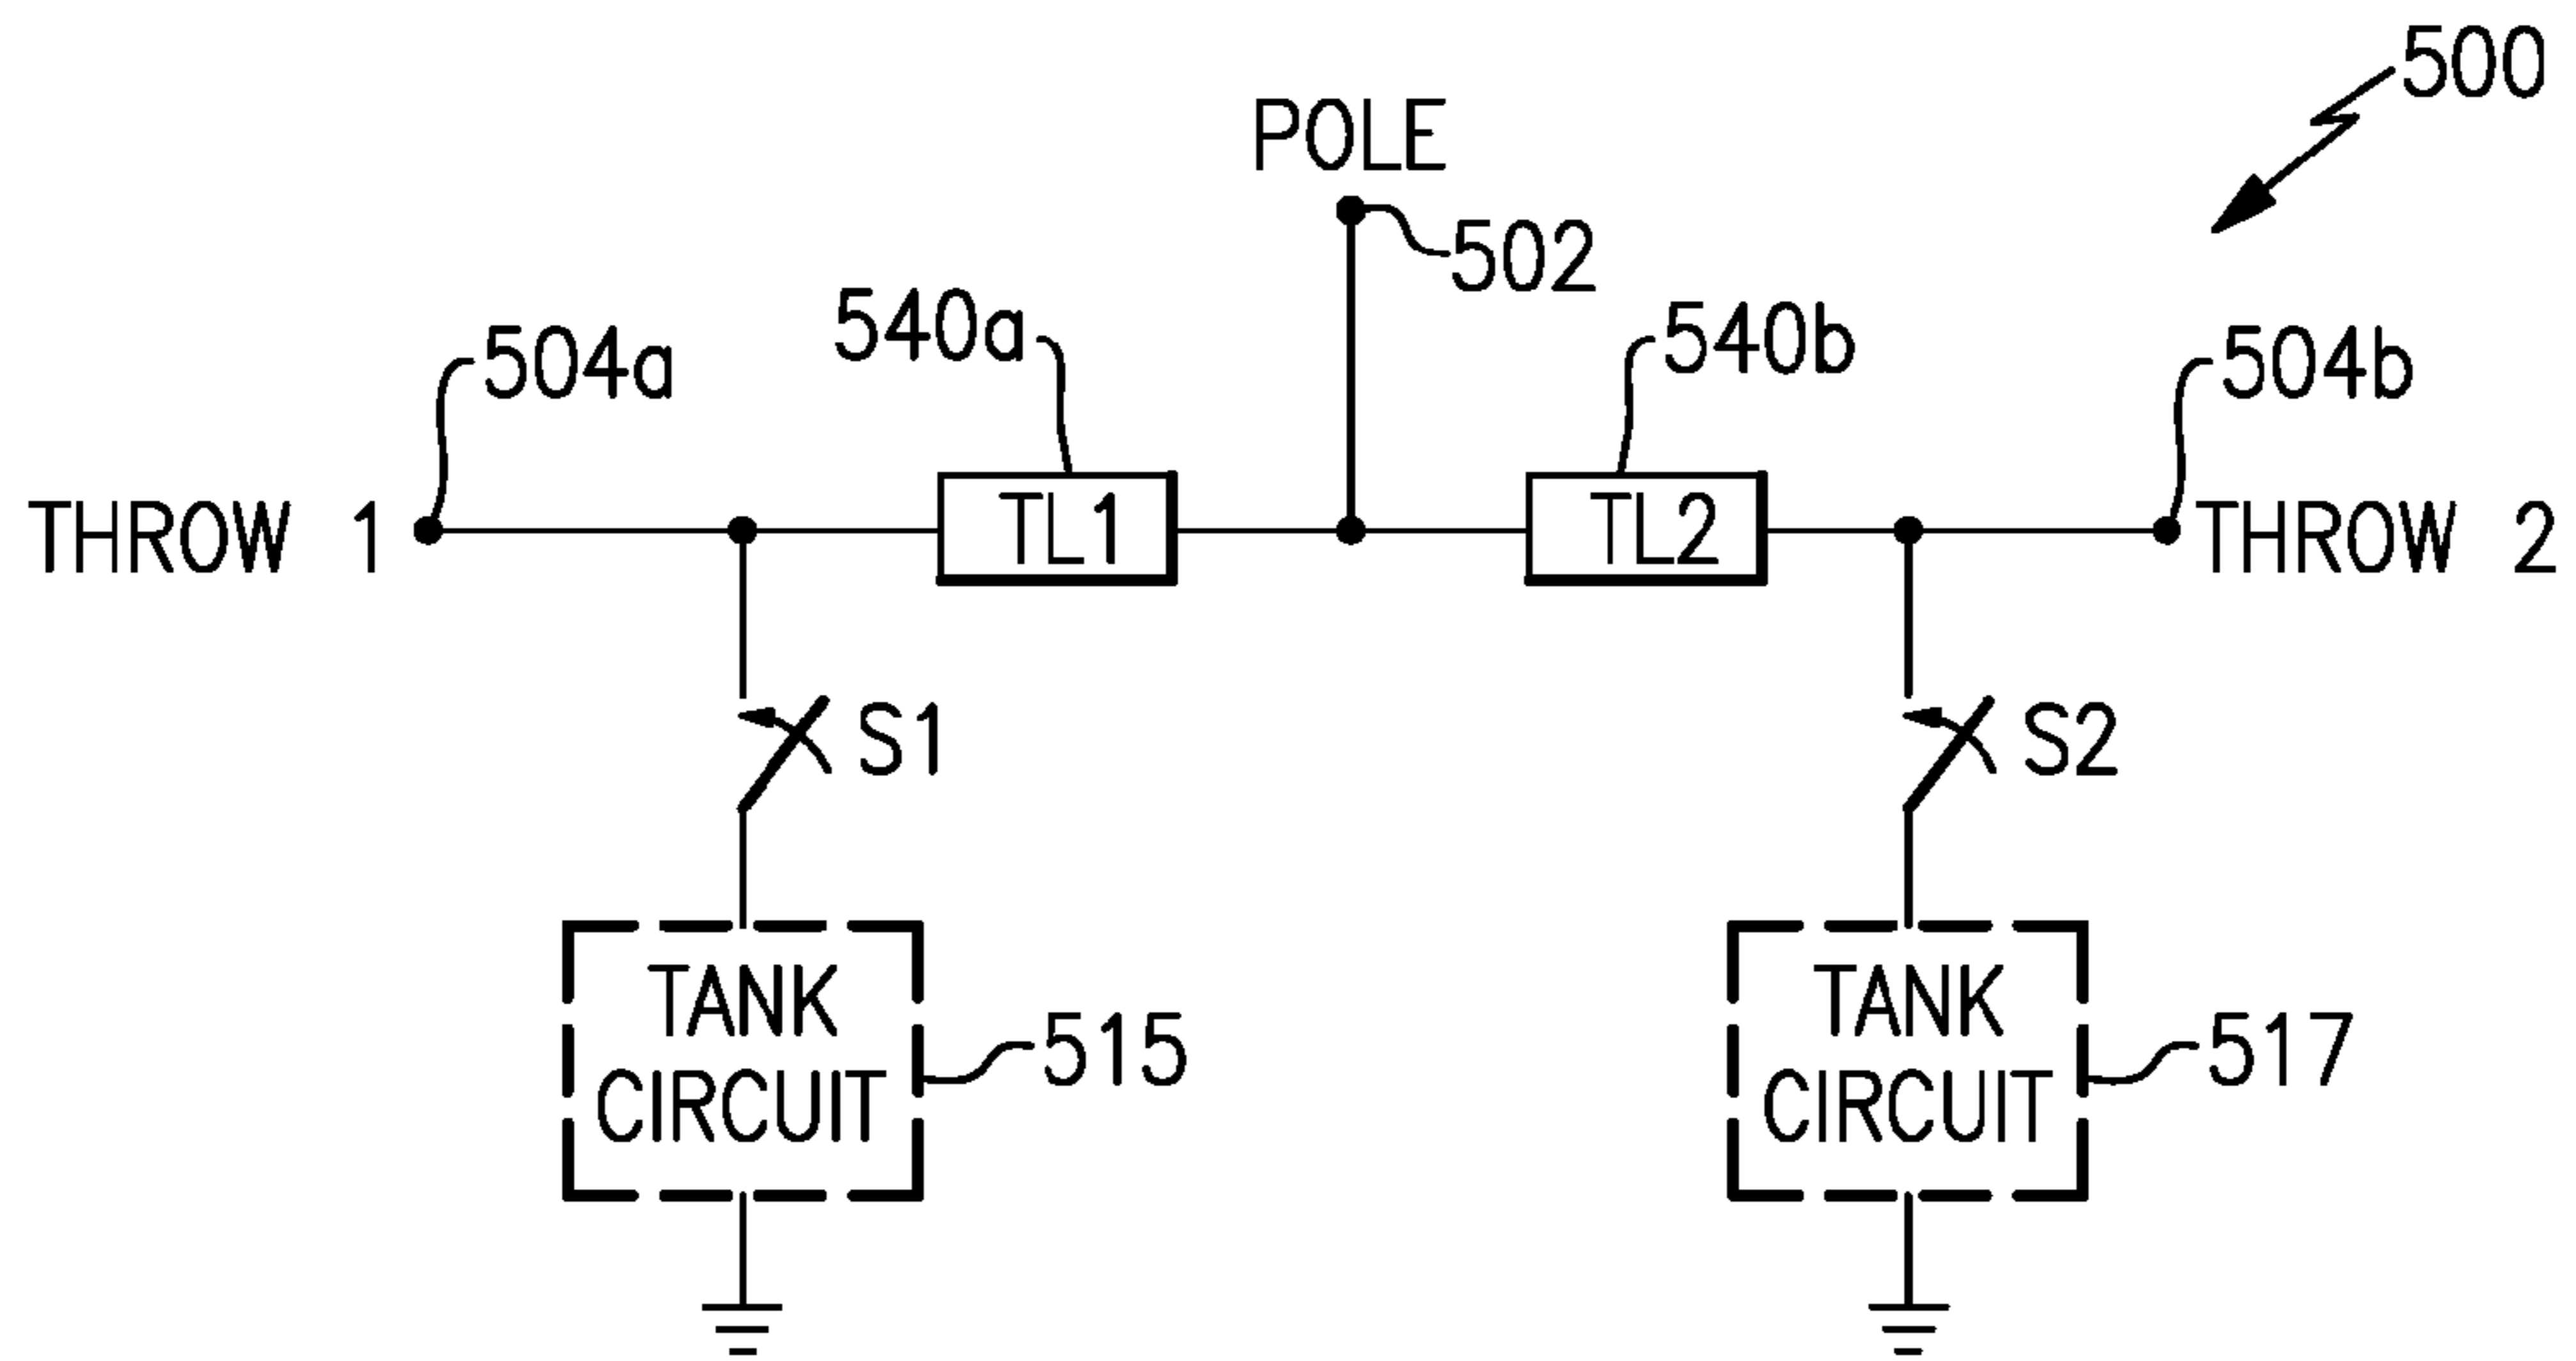 500
POLE
502
540a
540b
504a
504b
THROW 1
TL1
TL2
THROW 2
S1
S2
TANK
CIRCUIT
515
TANK
CIRCUIT
517